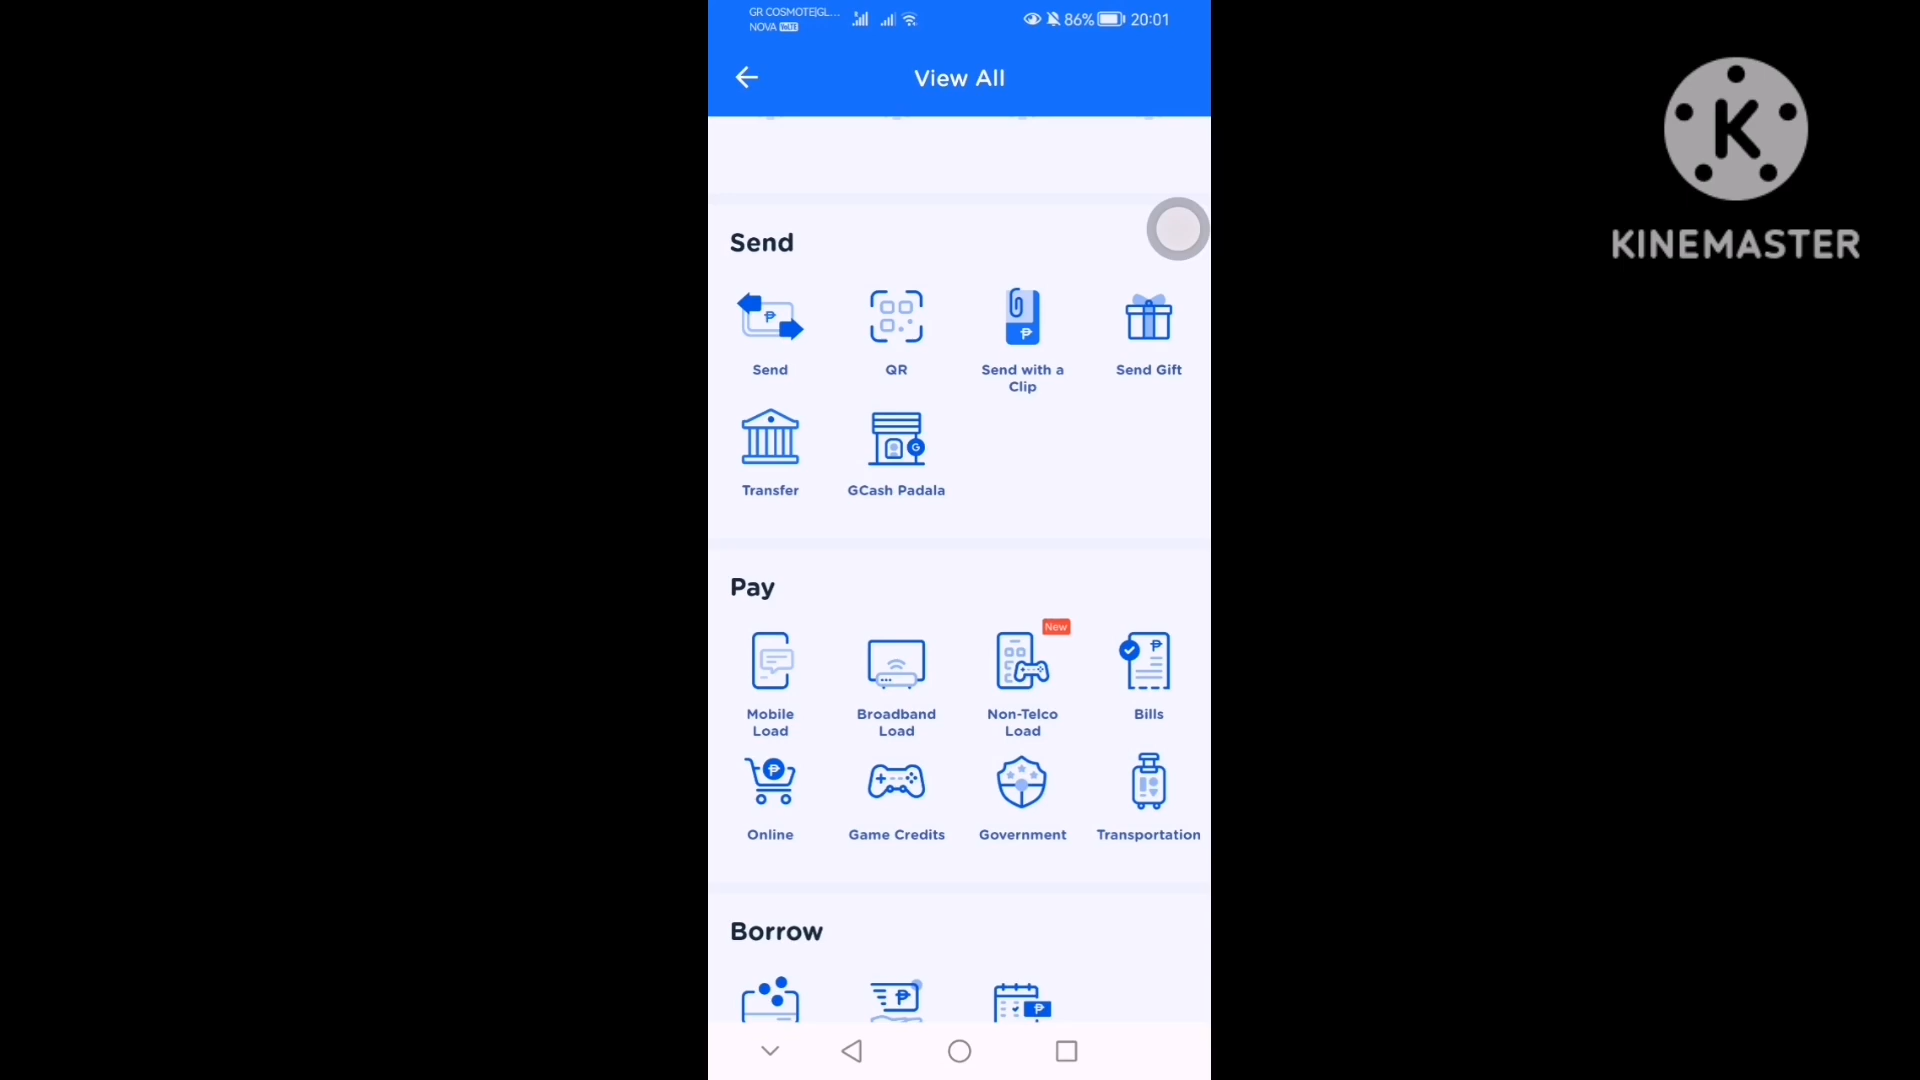 GR COSMOTE|GL...
NOVA VoLTE
86% 20:01
View All
K
KINEMASTER
Send
Send QR Send with a Clip Send Gift
Transfer GCash Padala
Pay
New
Mobile Load Broadband Load Non-Telco Load Bills
Online Game Credits Government Transportation
Borrow